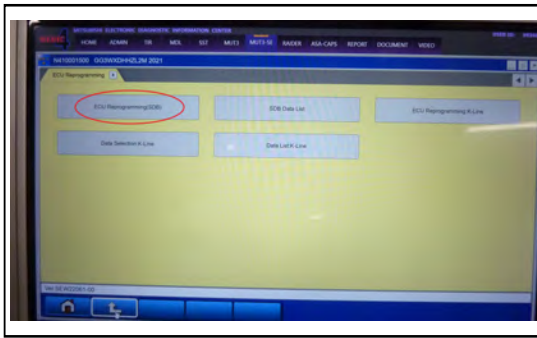 MITSUBISHI ELECTRONIC DIAGNOSTIC INFORMATION CENTER
HOME ADMIN DB MDL SST MUT3 MUT3-SE RAIDER ASA-CAPS REPORT DOCUMENT VIDEO
ECU Reprogramming
ECU Reprogramming(SDB)
SDB Data List
ECU Reprogramming K-Line
Data Selection K-Line
Data List K-Line